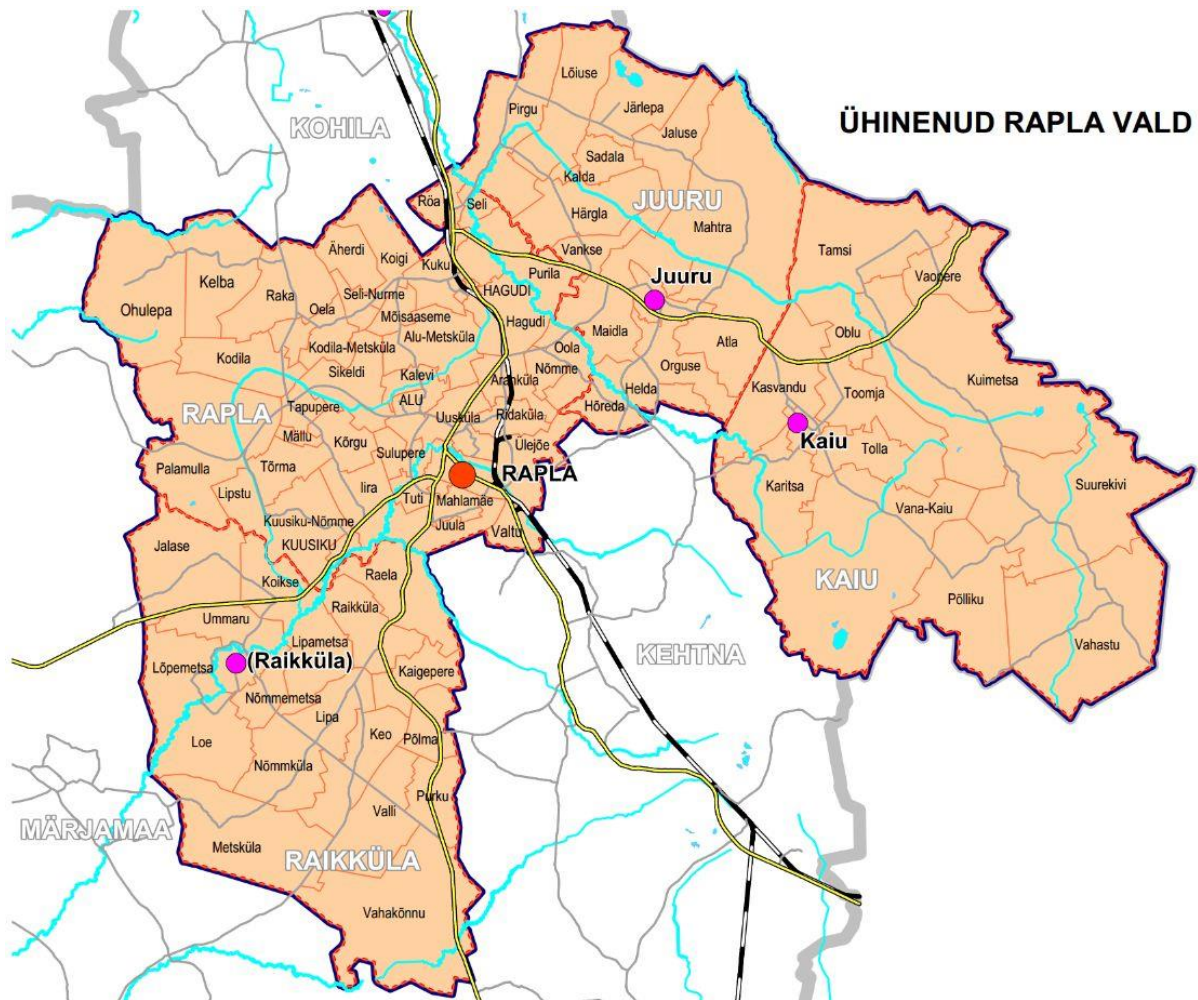 ÜHINENUD RAPLA VALD
KOHILA
Lõiuse
Pirgu
Järlepa
Jaluse
Sadala
Kalda
JUURU
Röa
Seli
Härgla
Mahtra
Vankse
Tamsi
Äherdi
Koigi
Kuku
Purila
Juuru
Vaopere
Kelba
Raka
Seli-Nurme
HAGUDI
Ohulepa
Oela
Mõisaaseme
Hagudi
Maidla
Atla
Oblu
Alu-Metsküla
Kodila
Kodila-Metsküla
Oola
Sikeldi
Kalevi
Aranküla
Nõmme
Orguse
Kuimetsa
Kasvandu
Toomja
RAPLA
Tapupere
ALU
Helda
Hõreda
Uusküla
Ridaküla
Mällu
Kõrgu
Kaiu
Sulupere
Ülejõe
Tolla
Palamulla
Tõrma
RAPLA
Karitsa
Suurekivi
Lipstu
Iira
Tuti
Mahlamäe
Vana-Kaiu
Kuusiku-Nõmme
Juula
Valtu
Jalase
KUUSIKU
Koikse
Raela
KAIU
Raikküla
Põlliku
Ummaru
Lipametsa
Vahastu
KEHTNA
Lõpemetsa
(Raikküla)
Kaigepere
Nõmmemetsa
Lipa
Loe
Keo
Põlma
Nõmmküla
Purku
Valli
MÄRJAMAA
Metsküla
RAIKKÜLA
Vahakõnnu